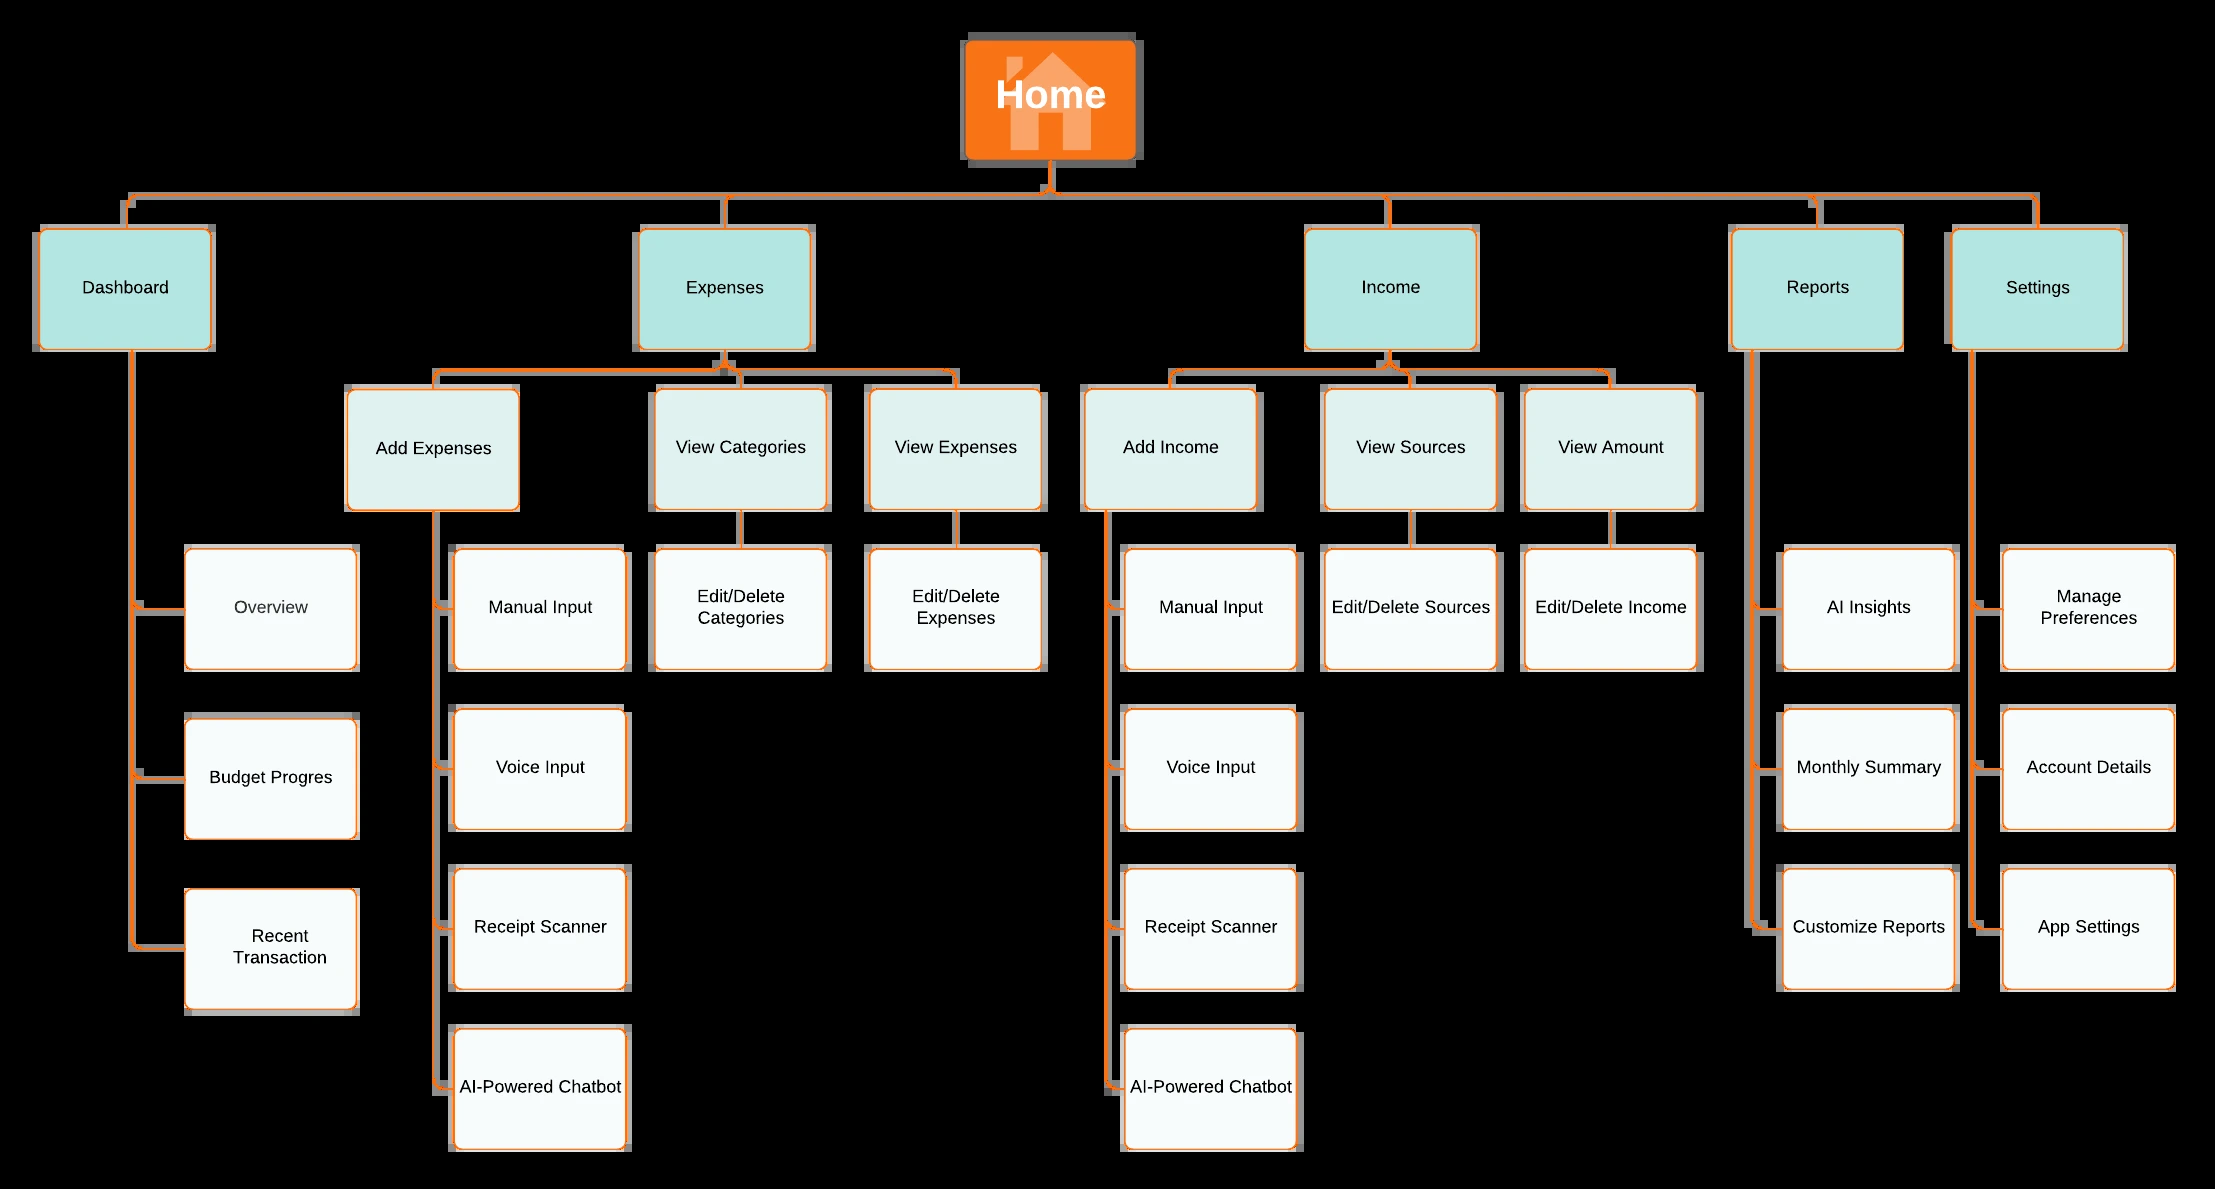 Home
Dashboard
Expenses
Income
Reports
Settings
Add Expenses
View Categories
View Expenses
Add Income
View Sources
View Amount
Overview
Manual Input
Edit/Delete
Categories
Edit/Delete
Expenses
Manual Input
Edit/Delete Sources
Edit/Delete Income
AI Insights
Manage
Preferences
Budget Progres
Voice Input
Voice Input
Monthly Summary
Account Details
Recent
Transaction
Receipt Scanner
Receipt Scanner
Customize Reports
App Settings
AI-Powered Chatbot
AI-Powered Chatbot